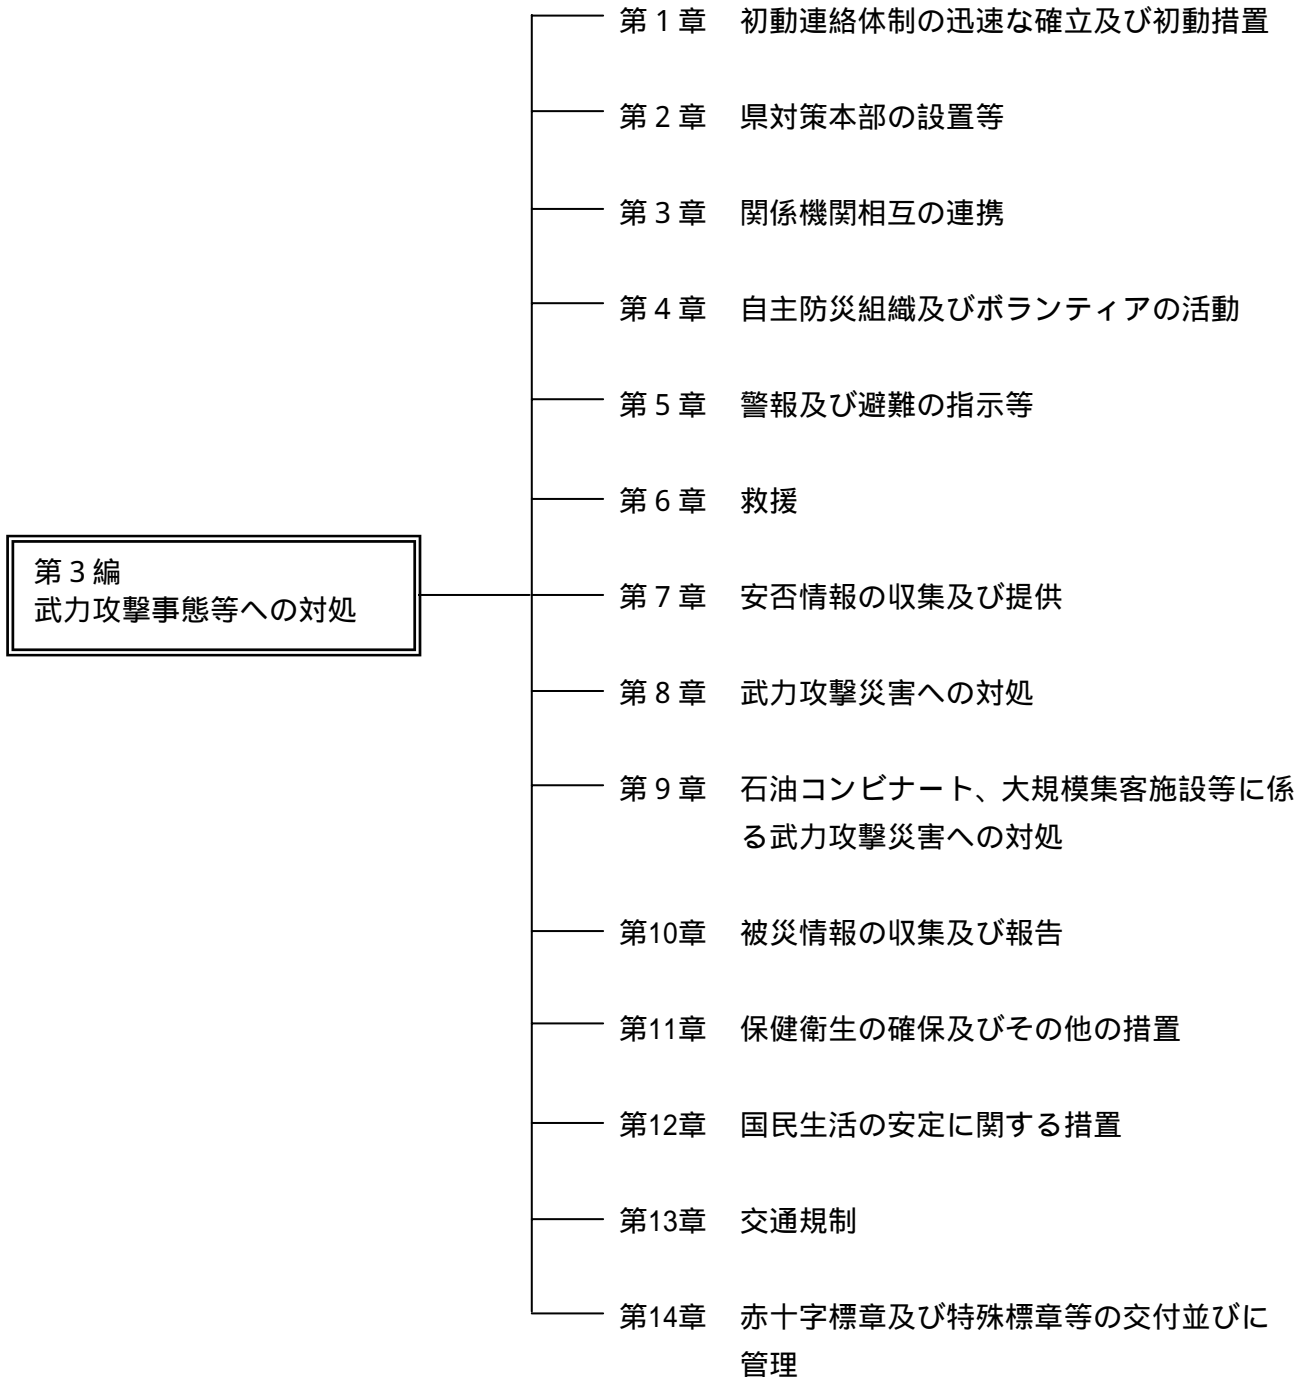 第１章　初動連絡体制の迅速な確立及び初動措置
第２章　県対策本部の設置等
第３章　関係機関相互の連携
第４章　自主防災組織及びボランティアの活動
第５章　警報及び避難の指示等
第６章　救援
第３編
武力攻撃事態等への対処
第７章　安否情報の収集及び提供
第８章　武力攻撃災害への対処
第９章　石油コンビナート、大規模集客施設等に係
る武力攻撃災害への対処
第10章　被災情報の収集及び報告
第11章　保健衛生の確保及びその他の措置
第12章　国民生活の安定に関する措置
第13章　交通規制
第14章　赤十字標章及び特殊標章等の交付並びに
管理